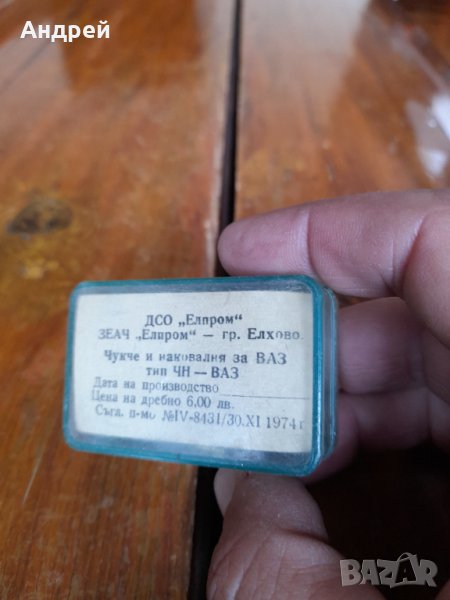 Андрей
ДСО „Елпром"
ЗЕАЧ „Елпром" — гр. Елхово.
Чукче и наковалня за ВАЗ
тип ЧН—ВАЗ
Дата на производство
Цена на дребно 6,00 лв.
Съгл. п-мо №IV-8431/30.XI 1974 г
BAZAR